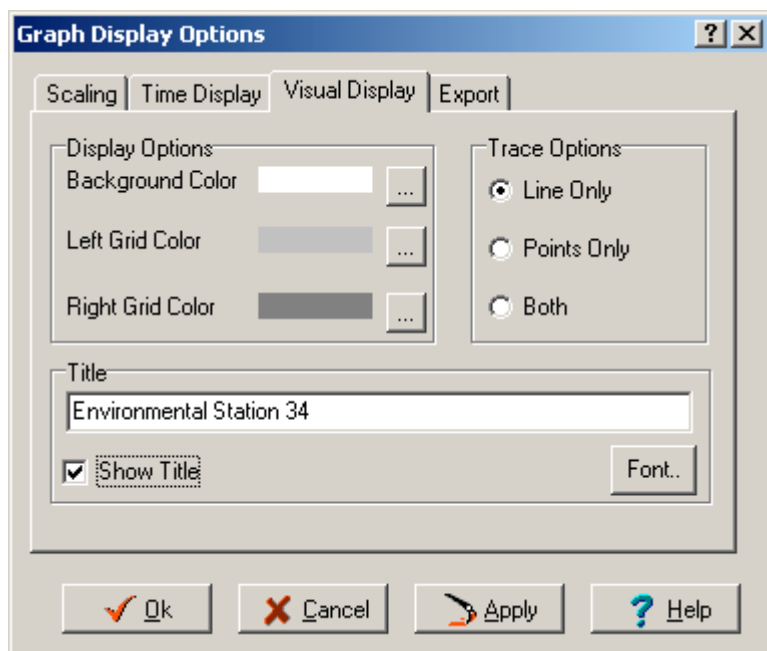 Graph Display Options
Scaling Time Display Visual Display Export
Display Options
Background Color ...
Left Grid Color ...
Right Grid Color ...
Trace Options
Line Only
Points Only
Both
Title
Environmental Station 34
Show Title Font..
Ok Cancel Apply Help